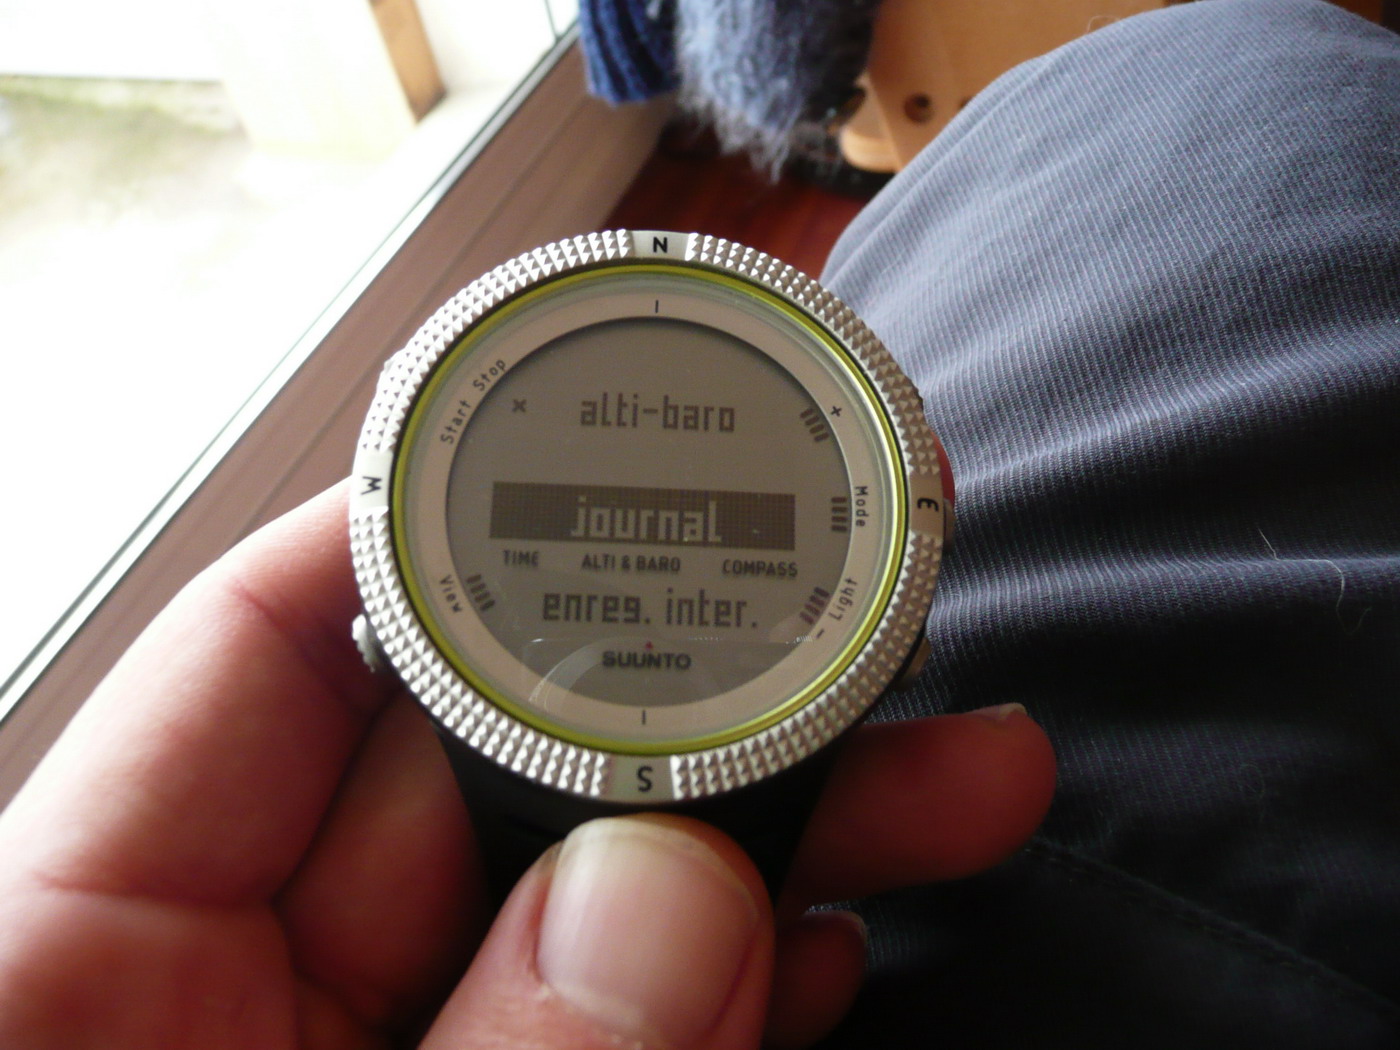 N
I
Start Stop
+
x
alti-baro
W
journal
Mode
E
TIME ALTI & BARO COMPASS
View
enreg. inter.
- Light
SUUNTO
I
S